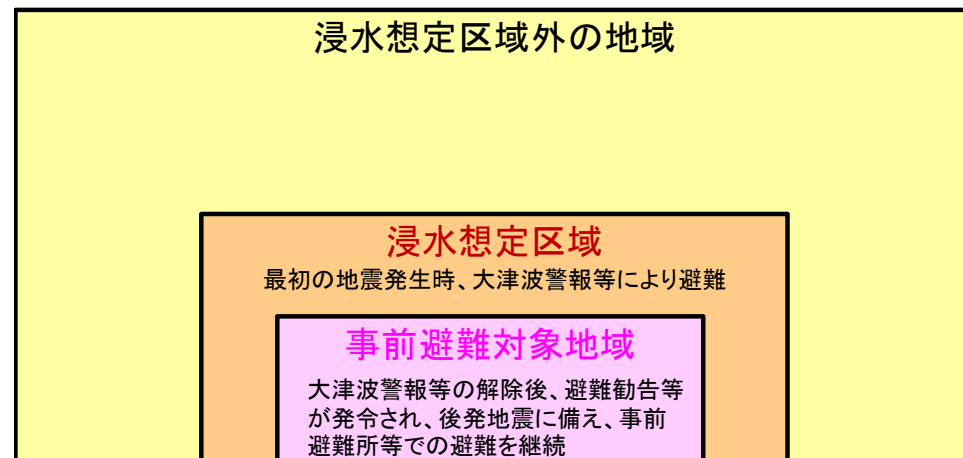 浸水想定区域外の地域
浸水想定区域
最初の地震発生時、大津波警報等により避難
事前避難対象地域
大津波警報等の解除後、避難勧告等
が発令され、後発地震に備え、事前
避難所等での避難を継続